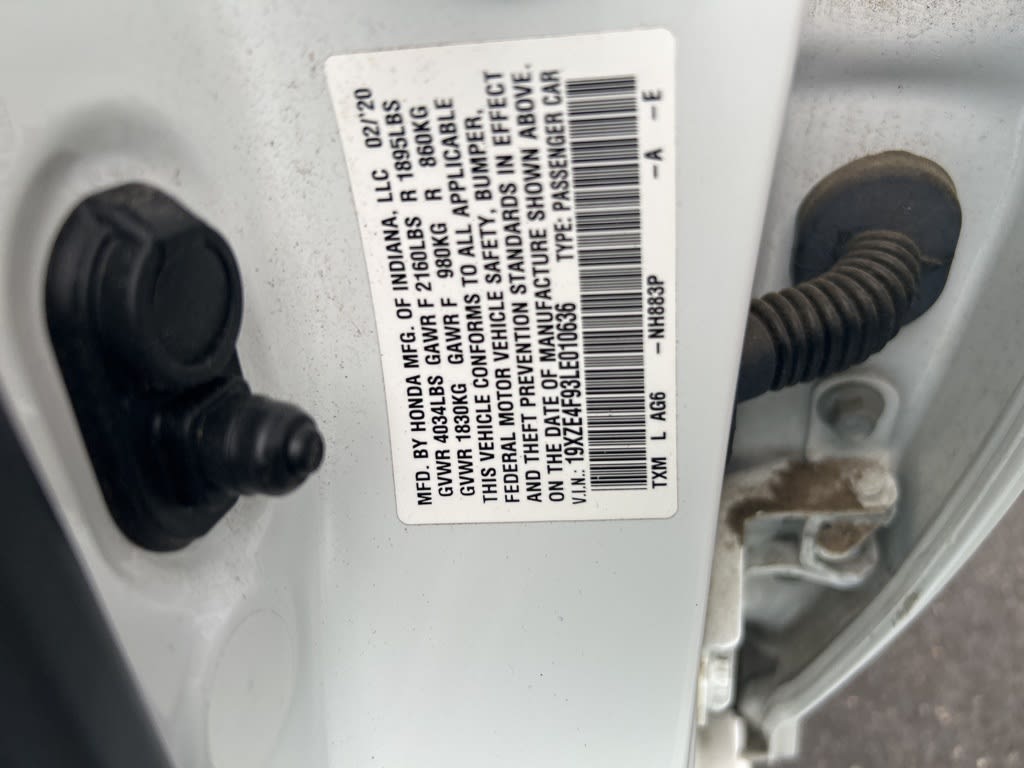 MFD. BY HONDA MFG. OF INDIANA, LLC 02/'20
GVWR 4034LBS GAWR F 2160LBS R 1895LBS
GVWR 1830KG GAWR F 980KG R 860KG
THIS VEHICLE CONFORMS TO ALL APPLICABLE
FEDERAL MOTOR VEHICLE SAFETY, BUMPER,
AND THEFT PREVENTION STANDARDS IN EFFECT
ON THE DATE OF MANUFACTURE SHOWN ABOVE.
V.I.N.: 19XZE4F93LE010636 TYPE: PASSENGER CAR
TXM L AG6 -NH883P -A -E